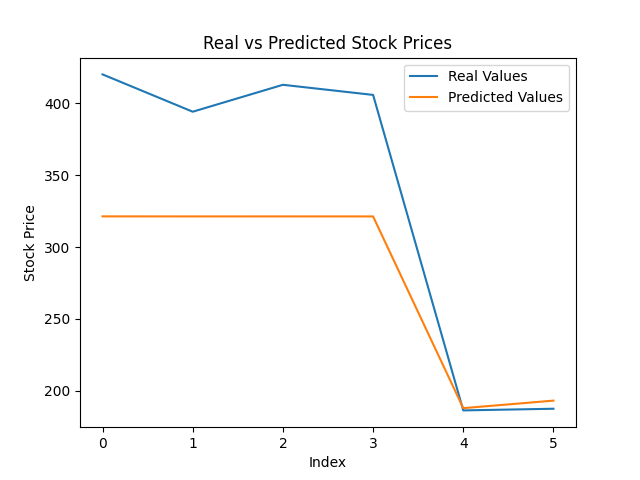 Real vs Predicted Stock Prices
Real Values
Predicted Values
400
350
300
250
200
Stock Price
0 1 2 3 4 5
Index